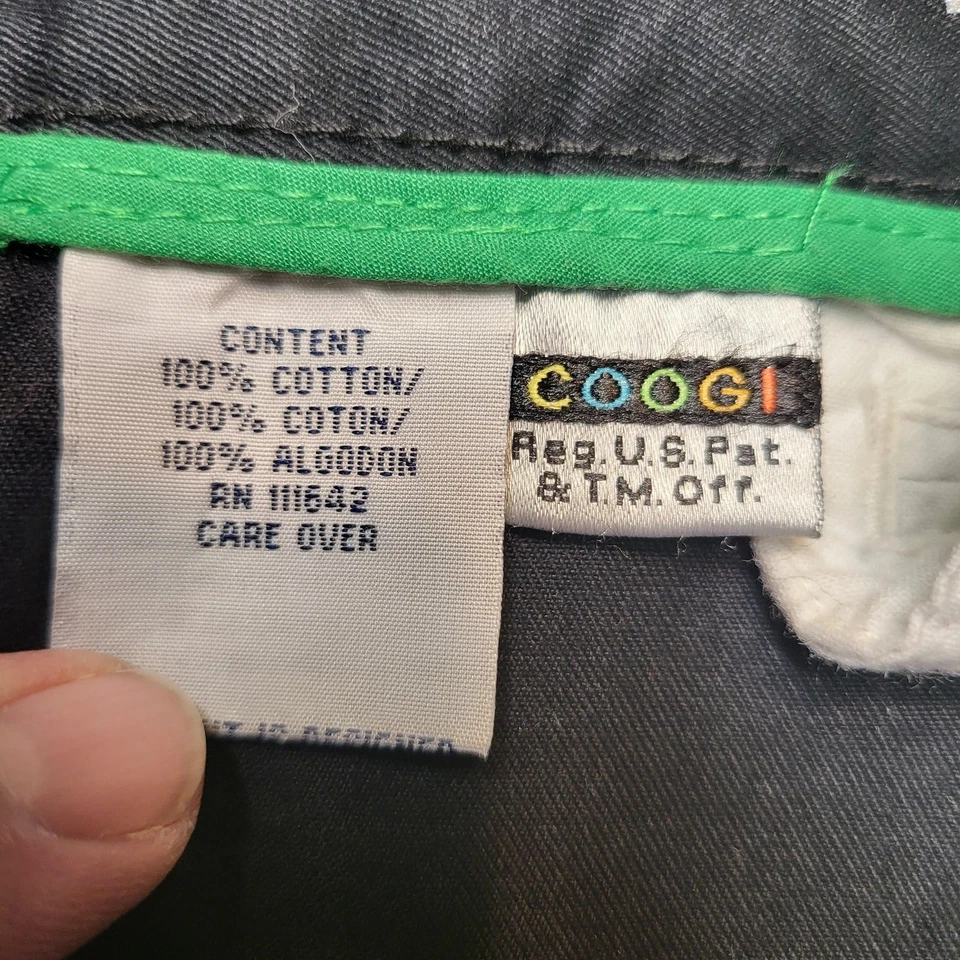 CONTENT
100% COTTON/
100% COTON/
100% ALGODON
RN 111642
CARE OVER
COOGI
Reg. U.S. Pat.
& T.M. Off.